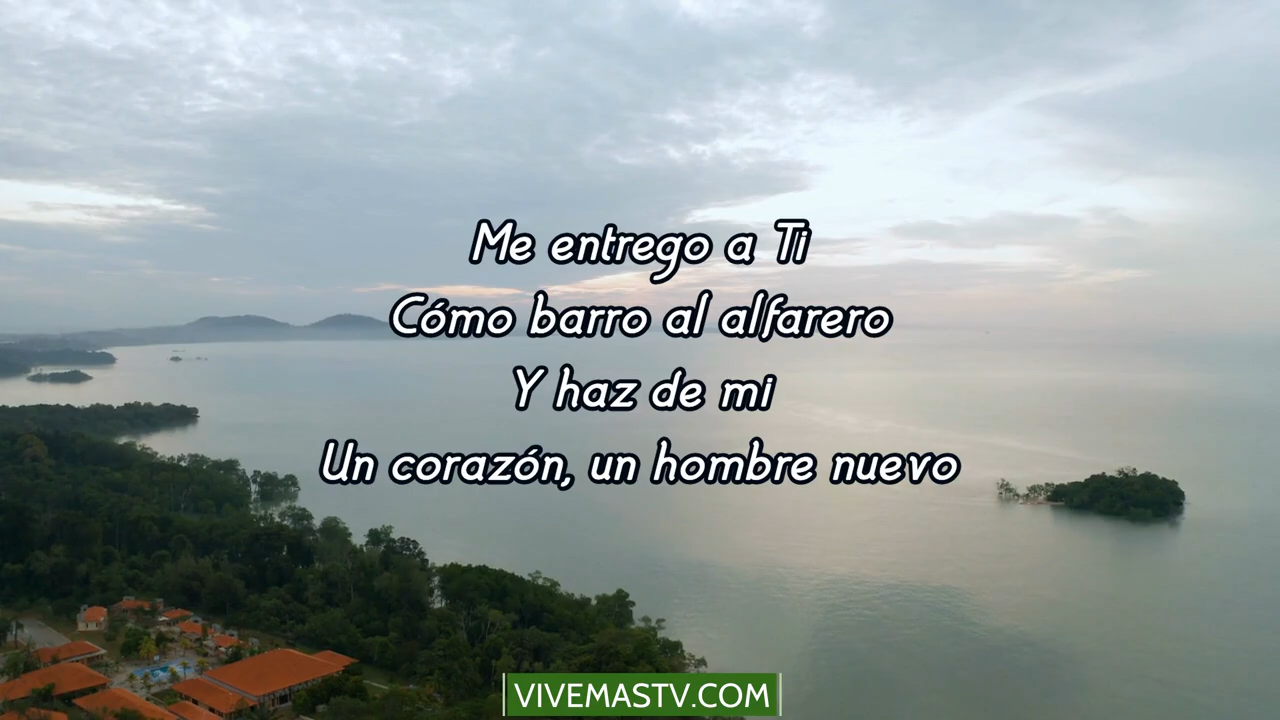 Me entrego a Ti
Cómo barro al alfarero
Y haz de mi
Un corazón, un hombre nuevo
VIVEMASTV.COM